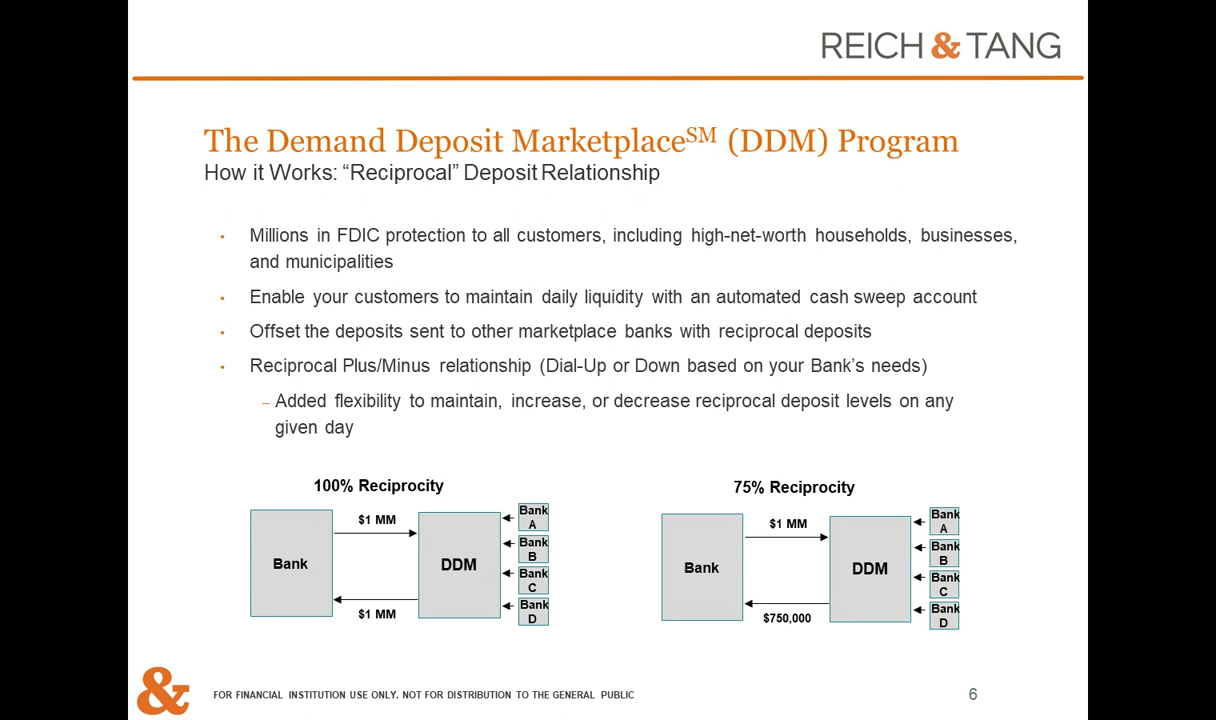 REICH & TANG
The Demand Deposit Marketplace℠ (DDM) Program
How it Works: “Reciprocal” Deposit Relationship
• Millions in FDIC protection to all customers, including high-net-worth households, businesses,
and municipalities
• Enable your customers to maintain daily liquidity with an automated cash sweep account
• Offset the deposits sent to other marketplace banks with reciprocal deposits
• Reciprocal Plus/Minus relationship (Dial-Up or Down based on your Bank’s needs)
– Added flexibility to maintain, increase, or decrease reciprocal deposit levels on any
given day
100% Reciprocity
Bank
$1 MM
$1 MM
DDM
Bank
A
Bank
B
Bank
C
Bank
D
75% Reciprocity
Bank
$1 MM
$750,000
DDM
Bank
A
Bank
B
Bank
C
Bank
D
&
FOR FINANCIAL INSTITUTION USE ONLY. NOT FOR DISTRIBUTION TO THE GENERAL PUBLIC
6